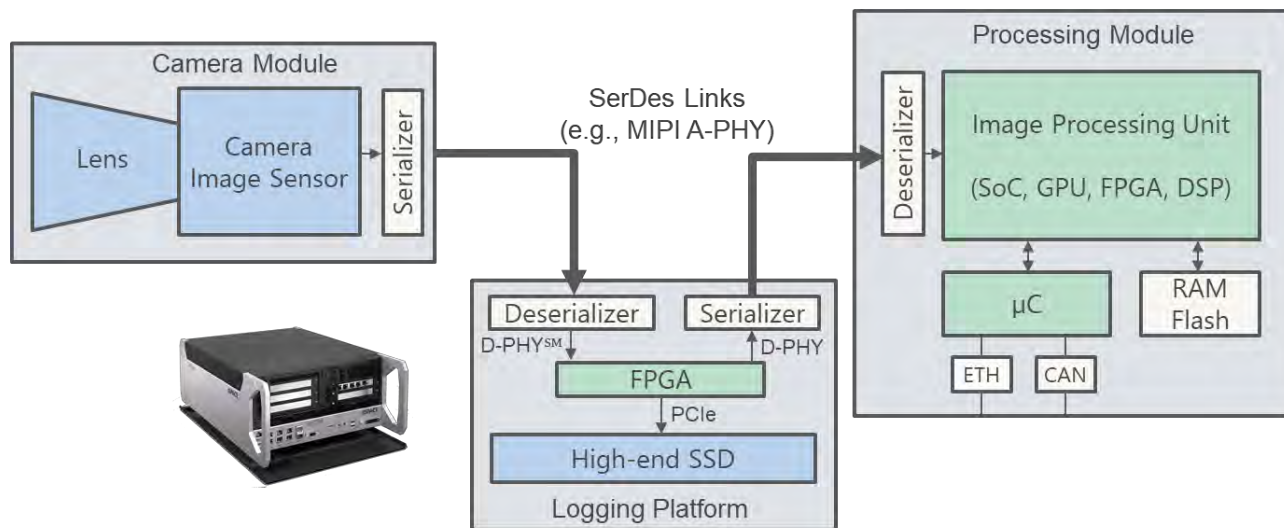 Camera Module
Lens
Camera
Image Sensor
Serializer
SerDes Links
(e.g., MIPI A-PHY)
Processing Module
Deserializer
Image Processing Unit
(SoC, GPU, FPGA, DSP)
µC
RAM
Flash
ETH
CAN
Deserializer
Serializer
D-PHY℠
D-PHY
FPGA
PCIe
High-end SSD
Logging Platform